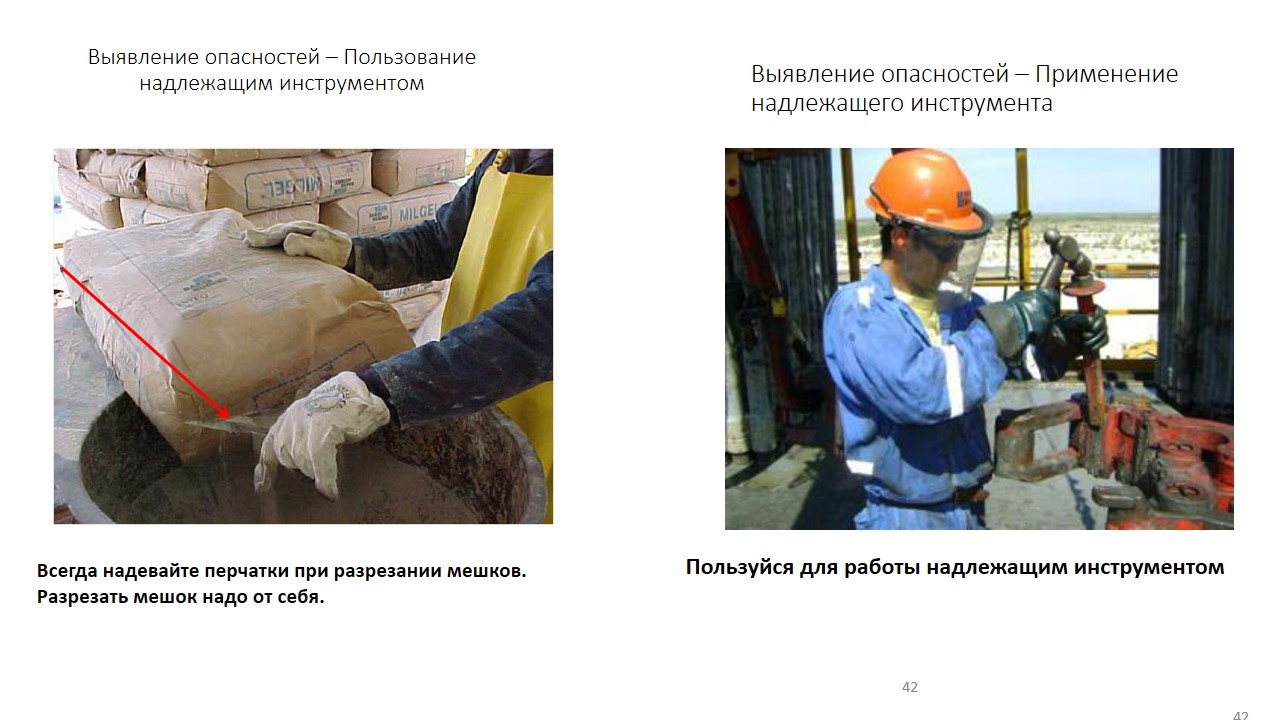 Выявление опасностей – Пользование
надлежащим инструментом
MILGEL
MILGEL
Всегда надевайте перчатки при разрезании мешков.
Разрезать мешок надо от себя.
Выявление опасностей – Применение
надлежащего инструмента
Пользуйся для работы надлежащим инструментом
42
42